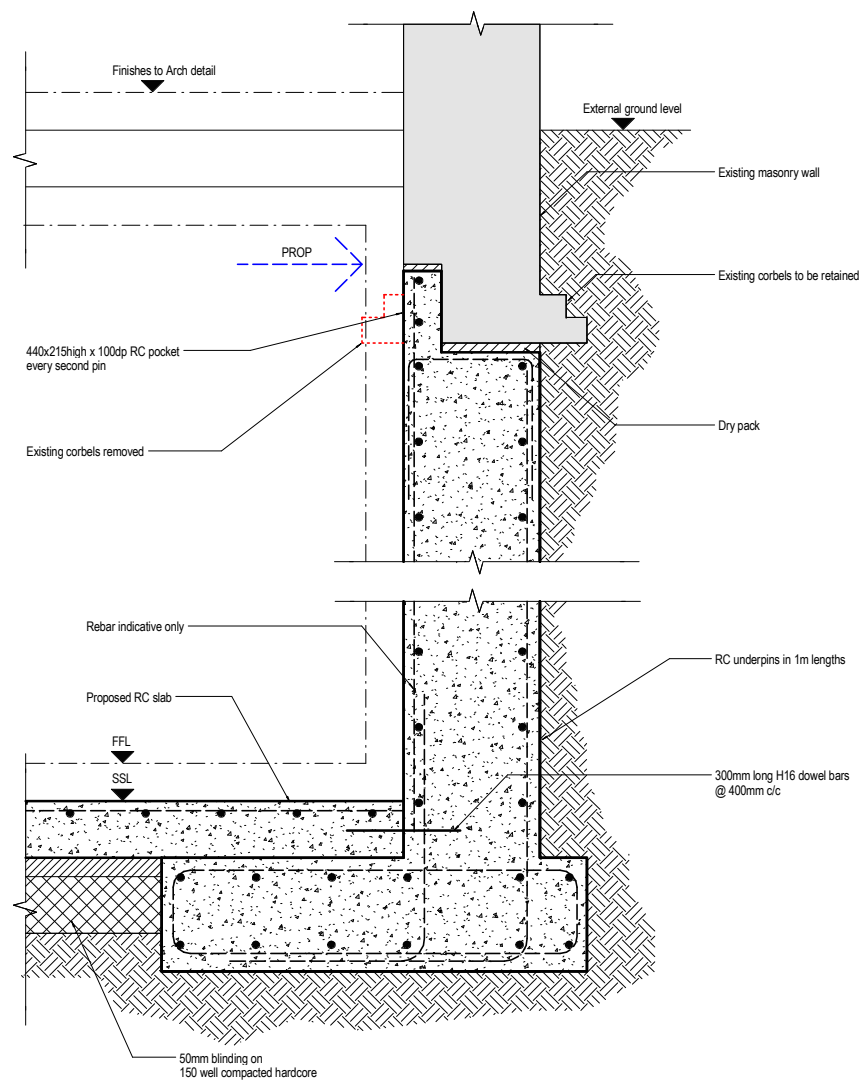 Finishes to Arch detail
External ground level
Existing masonry wall
PROP
Existing corbels to be retained
440x215high x 100dp RC pocket
every second pin
Existing corbels removed
Dry pack
Rebar indicative only
RC underpins in 1m lengths
Proposed RC slab
FFL
SSL
300mm long H16 dowel bars
@ 400mm c/c
50mm blinding on
150 well compacted hardcore